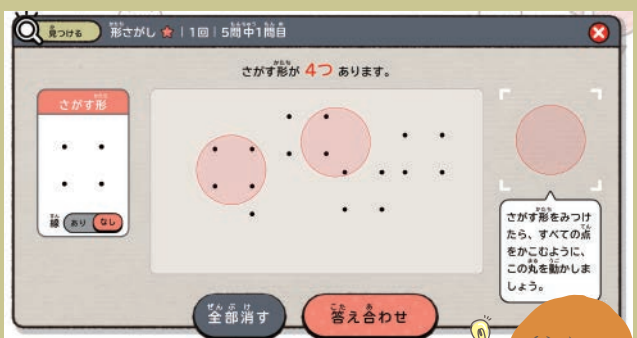 見つける 形さがし ★ | 1回 | 5問中1問目
さがす形が 4つ あります。
さがす形
線 あり なし
さがす形をみつけ
たら、すべての点
をかこむように、
この丸を動かしま
しょう。
全部消す
答え合わせ